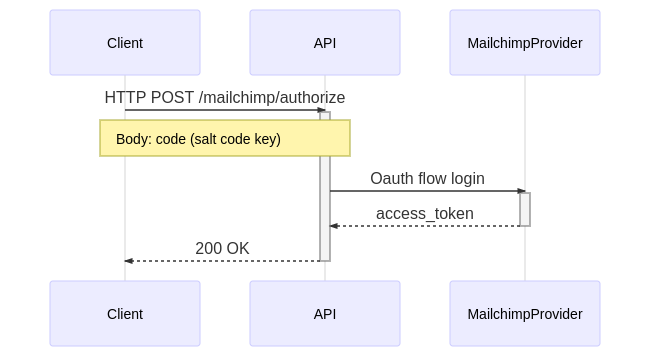 Client
API
MailchimpProvider
HTTP POST /mailchimp/authorize
Body: code (salt code key)
Oauth flow login
access_token
200 OK
Client
API
MailchimpProvider